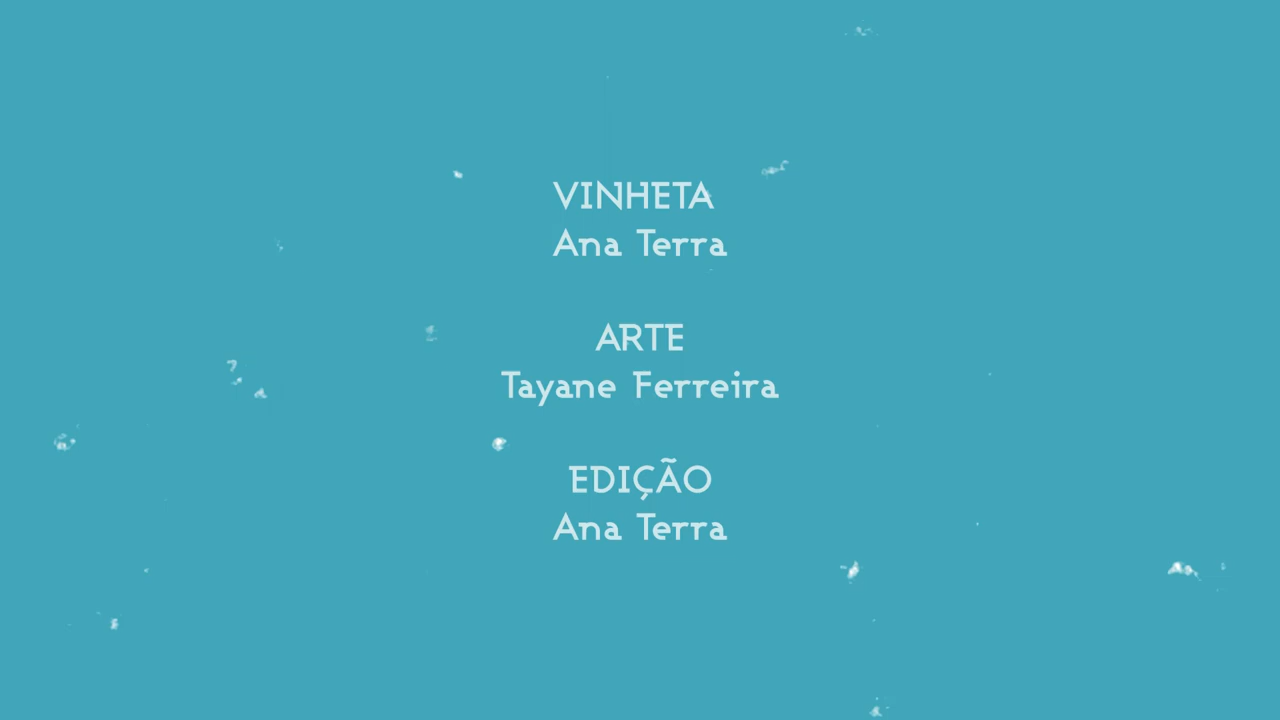 VINHETA
Ana Terra
ARTE
Tayane Ferreira
EDIÇÃO
Ana Terra